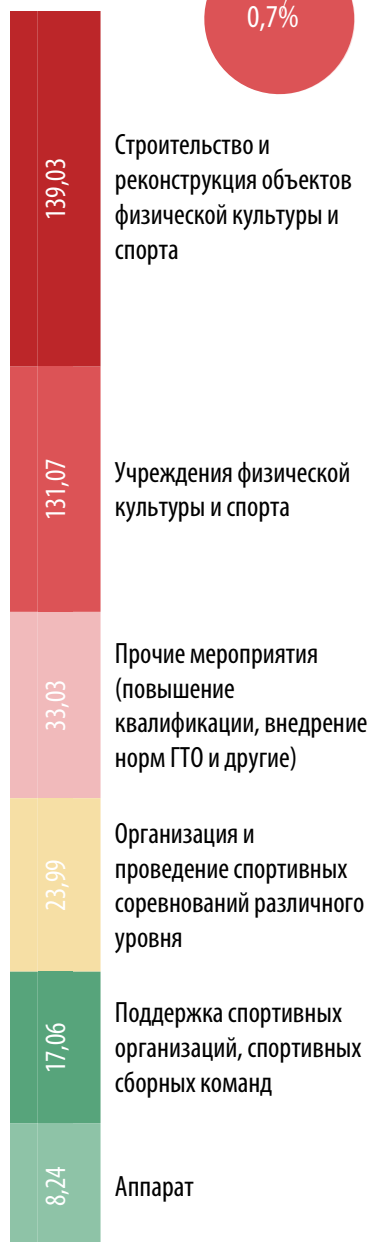 0,7%
139,03
Строительство и
реконструкция объектов
физической культуры и
спорта
131,07
Учреждения физической
культуры и спорта
33,03
Прочие мероприятия
(повышение
квалификации, внедрение
норм ГТО и другие)
23,99
Организация и
проведение спортивных
соревнований различного
уровня
17,06
Поддержка спортивных
организаций, спортивных
сборных команд
8,24
Аппарат